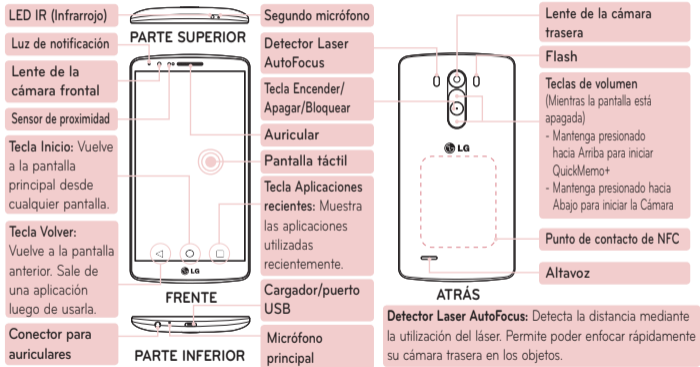 LED IR (Infrarrojo)
Luz de notificación
Lente de la
cámara frontal
Sensor de proximidad
Tecla Inicio: Vuelve
a la pantalla
principal desde
cualquier pantalla.
Tecla Volver:
Vuelve a la pantalla
anterior. Sale de
una aplicación
luego de usarla.
Conector para
auriculares
PARTE SUPERIOR
LG
FRENTE
PARTE INFERIOR
Segundo micrófono
Detector Laser
AutoFocus
Tecla Encender/
Apagar/Bloquear
Auricular
Pantalla táctil
Tecla Aplicaciones
recientes: Muestra
las aplicaciones
utilizadas
recientemente.
Cargador/puerto
USB
Micrófono
principal
LG
ATRÁS
Lente de la cámara
trasera
Flash
Teclas de volumen
(Mientras la pantalla está
apagada)
- Mantenga presionado
hacia Arriba para iniciar
QuickMemo+
- Mantenga presionado hacia
Abajo para iniciar la Cámara
Punto de contacto de NFC
Altavoz
Detector Laser AutoFocus: Detecta la distancia mediante
la utilización del láser. Permite poder enfocar rápidamente
su cámara trasera en los objetos.